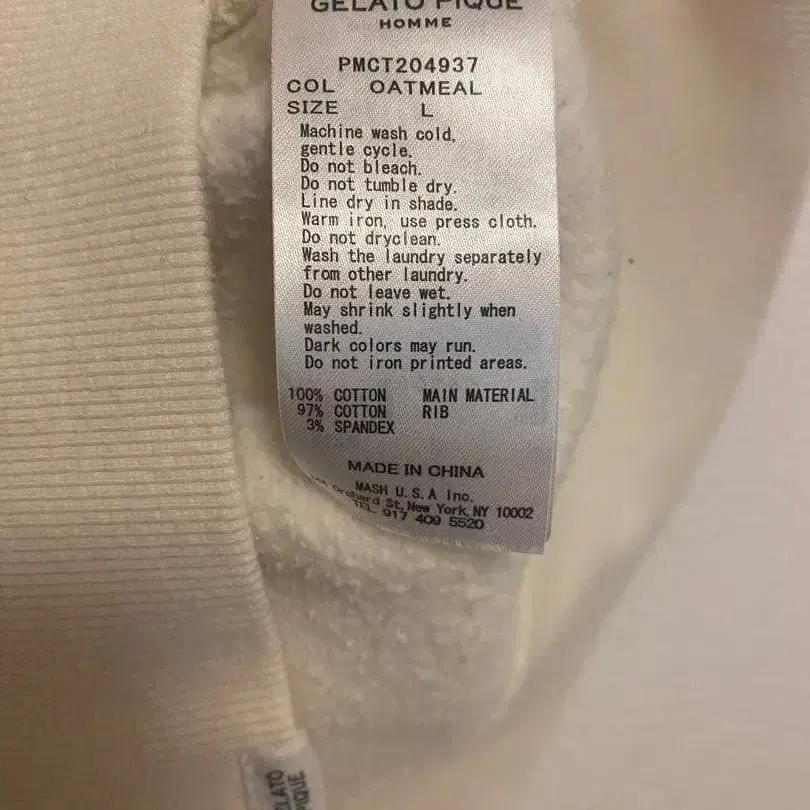 GELATO PIQUE
HOMME
PMCT204937
COL OATMEAL
SIZE L
Machine wash cold,
gentle cycle.
Do not bleach.
Do not tumble dry.
Line dry in shade.
Warm iron, use press cloth.
Do not dryclean.
Wash the laundry separately
from other laundry.
Do not leave wet.
May shrink slightly when
washed.
Dark colors may run.
Do not iron printed areas.
100% COTTON MAIN MATERIAL
97% COTTON RIB
3% SPANDEX
MADE IN CHINA
MASH U.S.A Inc.
Orchard St, New York, NY 10002
TEL 917 409 5520
PIQUE